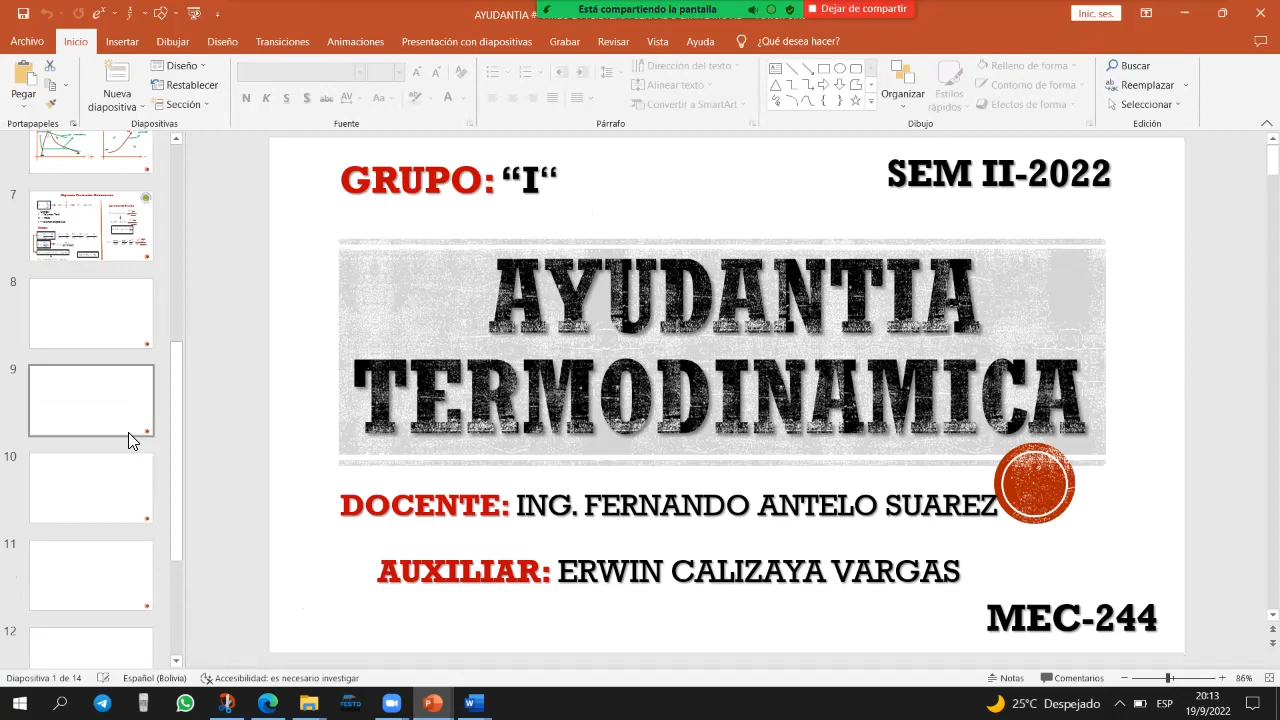 AYUDANTIA #
Está compartiendo la pantalla
Dejar de compartir
Inic. ses.
Archivo Inicio Insertar Dibujar Diseño Transiciones Animaciones Presentación con diapositivas Grabar Revisar Vista Ayuda ¿Qué desea hacer?
Pegar
Nueva diapositiva
Diseño
Restablecer
Sección
N K S S abc AV Aa A
Dirección del texto
Alinear texto
Convertir a SmartArt
Organizar
Estilos rápidos
Relleno de forma
Contorno de forma
Efectos de forma
Buscar
Reemplazar
Seleccionar
Portapapeles Diapositivas Fuente Párrafo Dibujo Edición
7
8
9
10
11
12
GRUPO: “I“
SEM II-2022
AYUDANTIA
TERMODINAMICA
DOCENTE: ING. FERNANDO ANTELO SUAREZ
AUXILIAR: ERWIN CALIZAYA VARGAS
MEC-244
Diapositiva 1 de 14 Español (Bolivia) Accesibilidad: es necesario investigar Notas Comentarios 86%
FESTO
25°C Despejado ESP 20:13
19/9/2022